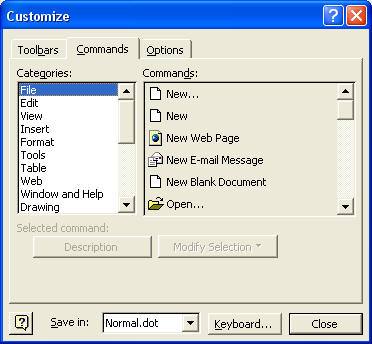 Customize
Toolbars Commands Options
Categories: Commands:
File
Edit
View
Insert
Format
Tools
Table
Web
Window and Help
Drawing
New...
New
New Web Page
New E-mail Message
New Blank Document
Open...
Selected command:
Description Modify Selection
Save in: Normal.dot Keyboard... Close